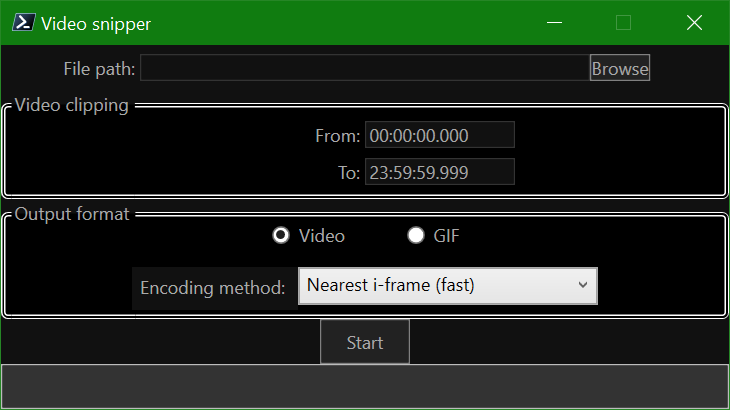 Video snipper
File path: Browse
Video clipping
From: 00:00:00.000
To: 23:59:59.999
Output format
Video GIF
Encoding method: Nearest i-frame (fast)
Start